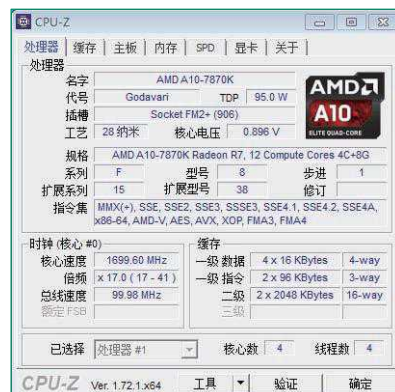 CPU-Z
处理器 | 缓存 | 主板 | 内存 | SPD | 显卡 | 关于
处理器
名字 AMD A10-7870K
代号 Godavari TDP 95.0 W
插槽 Socket FM2+ (906)
工艺 28 纳米 核心电压 0.896 V
AMD
A10
ELITE QUAD-CORE
规格 AMD A10-7870K Radeon R7, 12 Compute Cores 4C+8G
系列 F 型号 8 步进 1
扩展系列 15 扩展型号 38 修订
指令集 MMX(+), SSE, SSE2, SSE3, SSSE3, SSE4.1, SSE4.2, SSE4A,
x86-64, AMD-V, AES, AVX, XOP, FMA3, FMA4
时钟 (核心 #0)
核心速度 1699.60 MHz
倍频 x 17.0 ( 17 - 41 )
总线速度 99.98 MHz
额定 FSB
缓存
一级 数据 4 x 16 KBytes 4-way
一级 指令 2 x 96 KBytes 3-way
二级 2 x 2048 KBytes 16-way
三级
已选择 处理器 #1 核心数 4 线程数 4
CPU-Z Ver. 1.72.1.x64 工具 验证 确定